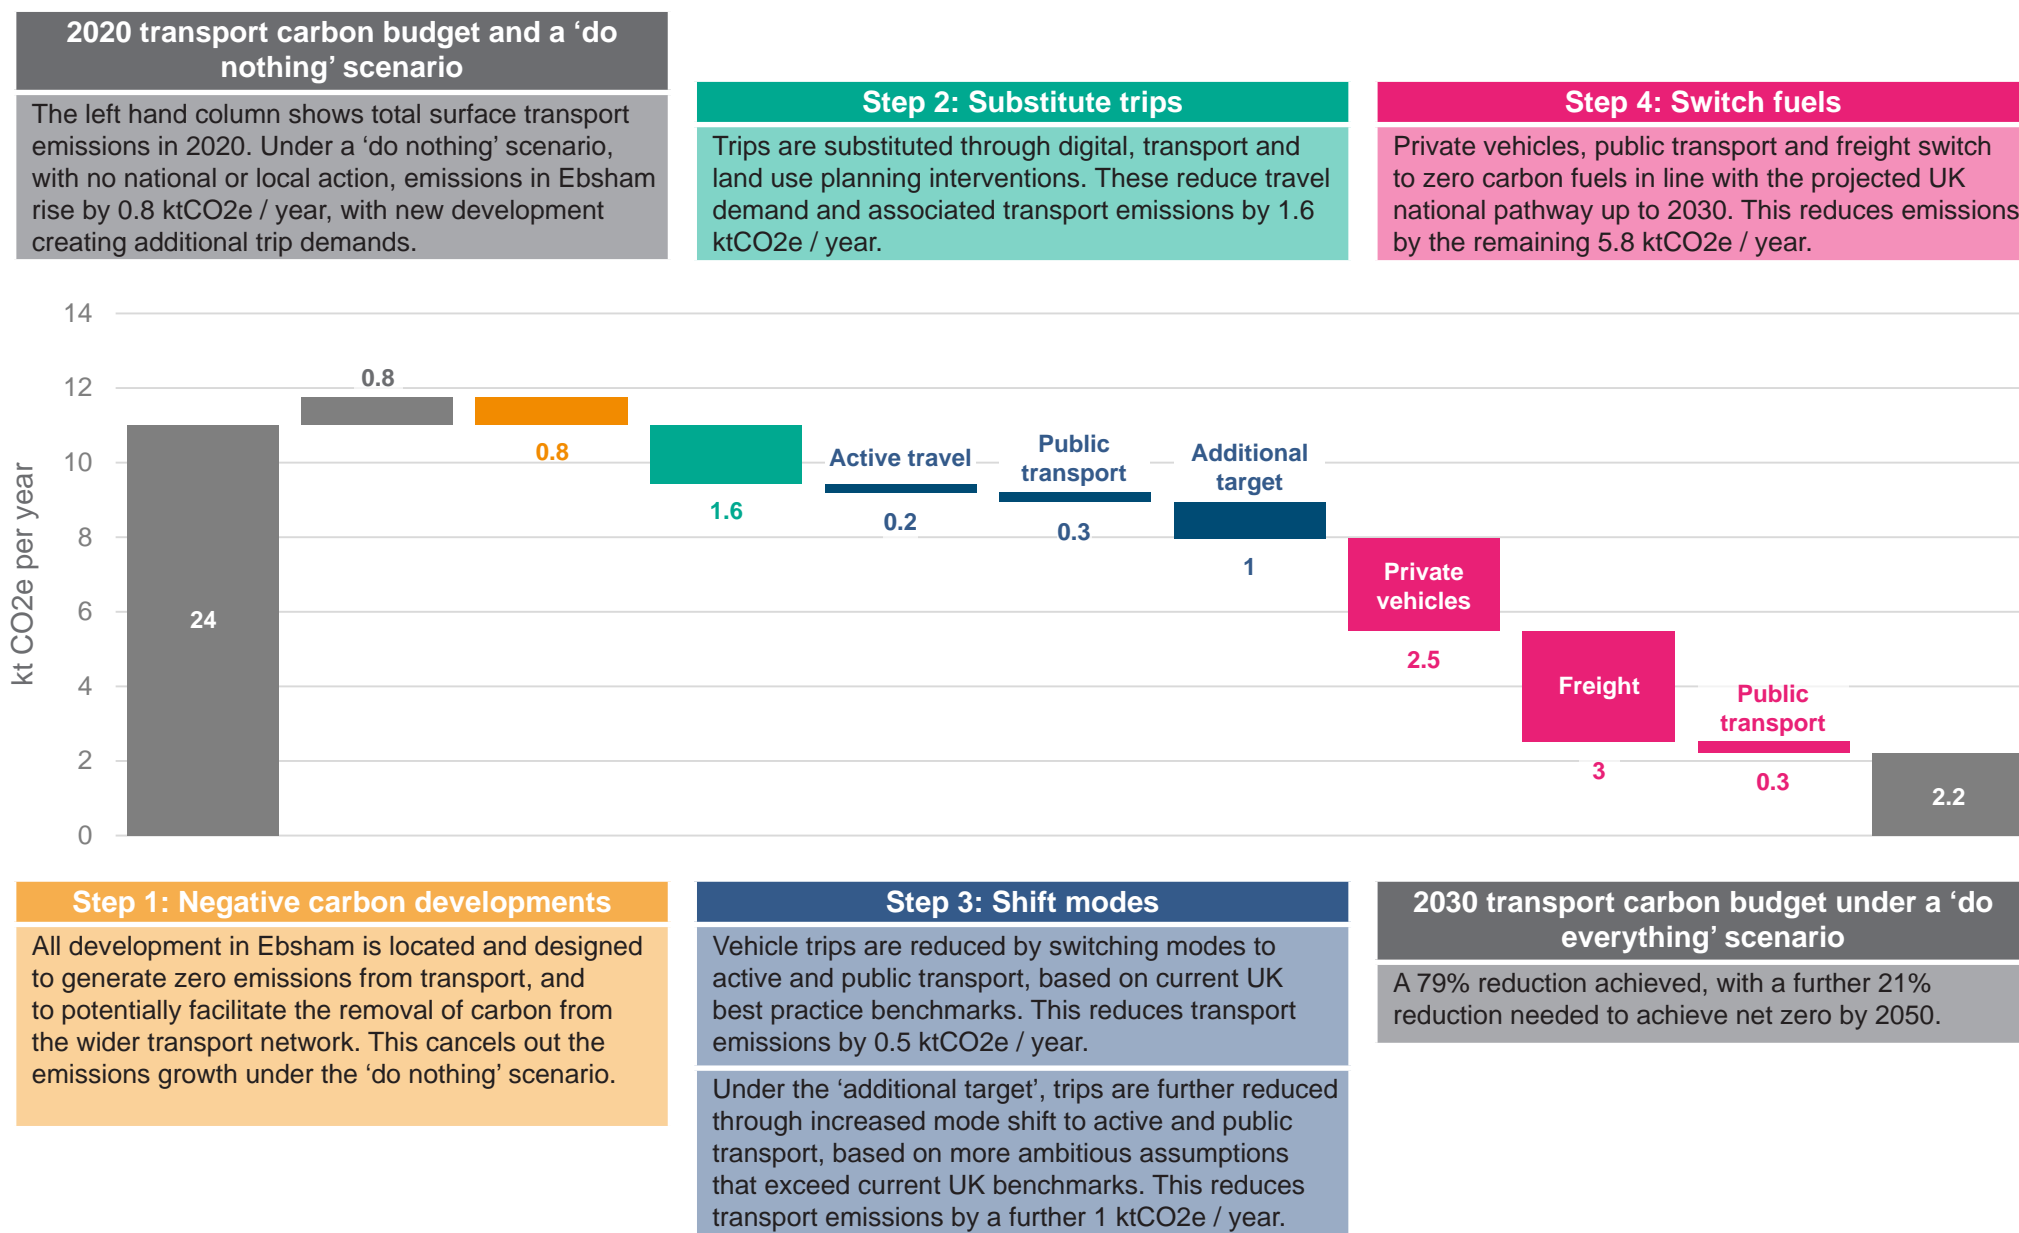 2020 transport carbon budget and a ‘do
nothing’ scenario
The left hand column shows total surface transport
emissions in 2020. Under a ‘do nothing’ scenario,
with no national or local action, emissions in Ebsham
rise by 0.8 ktCO2e / year, with new development
creating additional trip demands.
Step 2: Substitute trips
Trips are substituted through digital, transport and
land use planning interventions. These reduce travel
demand and associated transport emissions by 1.6
ktCO2e / year.
Step 4: Switch fuels
Private vehicles, public transport and freight switch
to zero carbon fuels in line with the projected UK
national pathway up to 2030. This reduces emissions
by the remaining 5.8 ktCO2e / year.
kt CO2e per year
14
12
10
8
6
4
2
0
24
0.8
0.8
1.6
Active travel
0.2
Public
transport
0.3
Additional
target
1
Private
vehicles
2.5
Freight
3
Public
transport
0.3
2.2
Step 1: Negative carbon developments
All development in Ebsham is located and designed
to generate zero emissions from transport, and
to potentially facilitate the removal of carbon from
the wider transport network. This cancels out the
emissions growth under the ‘do nothing’ scenario.
Step 3: Shift modes
Vehicle trips are reduced by switching modes to
active and public transport, based on current UK
best practice benchmarks. This reduces transport
emissions by 0.5 ktCO2e / year.
Under the ‘additional target’, trips are further reduced
through increased mode shift to active and public
transport, based on more ambitious assumptions
that exceed current UK benchmarks. This reduces
transport emissions by a further 1 ktCO2e / year.
2030 transport carbon budget under a ‘do
everything’ scenario
A 79% reduction achieved, with a further 21%
reduction needed to achieve net zero by 2050.